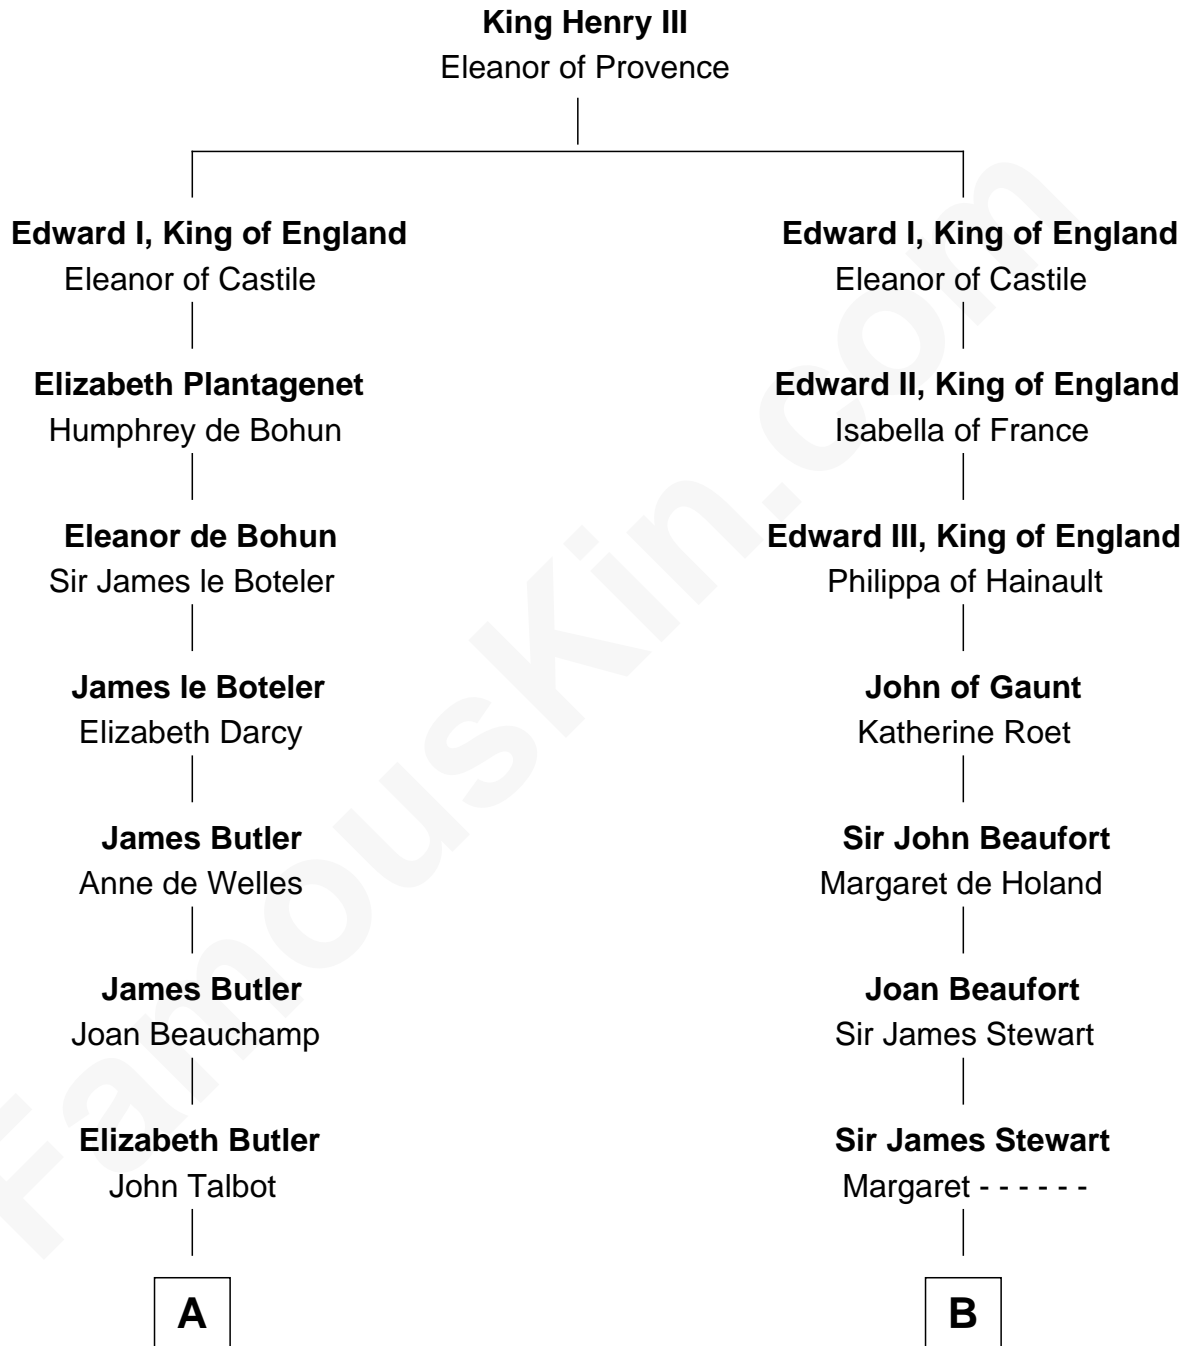 King Henry III
Eleanor of Provence
Edward I, King of England
Eleanor of Castile
Elizabeth Plantagenet
Humphrey de Bohun
Eleanor de Bohun
Sir James le Boteler
James le Boteler
Elizabeth Darcy
James Butler
Anne de Welles
James Butler
Joan Beauchamp
Elizabeth Butler
John Talbot
A
Edward I, King of England
Eleanor of Castile
Edward II, King of England
Isabella of France
Edward III, King of England
Philippa of Hainault
John of Gaunt
Katherine Roet
Sir John Beaufort
Margaret de Holand
Joan Beaufort
Sir James Stewart
Sir James Stewart
Margaret - - - - - -
B
FamousKin.com